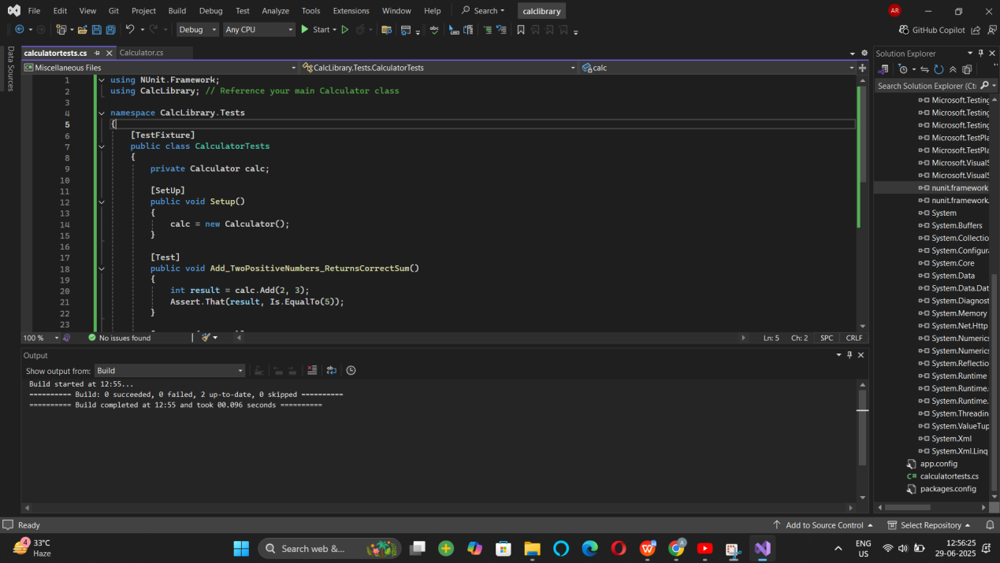 File Edit View Git Project Build Debug Test Analyze Tools Extensions Window Help Search calclibrary AR
Debug Any CPU Start GitHub Copilot
Data Sources
calculatortests.cs Calculator.cs
Miscellaneous Files CalcLibrary.Tests.CalculatorTests calc
1 using NUnit.Framework;
2 using CalcLibrary; // Reference your main Calculator class
3
4 namespace CalcLibrary.Tests
5 {
6 [TestFixture]
7 public class CalculatorTests
8 {
9 private Calculator calc;
10
11 [SetUp]
12 public void Setup()
13 {
14 calc = new Calculator();
15 }
16
17 [Test]
18 public void Add_TwoPositiveNumbers_ReturnsCorrectSum()
19 {
20 int result = calc.Add(2, 3);
21 Assert.That(result, Is.EqualTo(5));
22 }
23
100 % No issues found Ln: 5 Ch: 2 SPC CRLF
Output
Show output from: Build
Build started at 12:55...
========== Build: 0 succeeded, 0 failed, 2 up-to-date, 0 skipped ==========
========== Build completed at 12:55 and took 00.096 seconds ==========
Solution Explorer
Search Solution Explorer (Ct
Microsoft.Testing
Microsoft.Testing
Microsoft.Testing
Microsoft.TestPla
Microsoft.TestPla
Microsoft.VisualS
Microsoft.VisualS
nunit.framework
nunit.framework.
System
System.Buffers
System.Collectio
System.Configur
System.Core
System.Data
System.Data.Dat
System.Diagnost
System.Memory
System.Net.Http
System.Numerics
System.Numerics
System.Reflectio
System.Runtime
System.Runtime.
System.Runtime.
System.Threadin
System.ValueTup
System.Xml
System.Xml.Linq
app.config
C# calculatortests.cs
packages.config
Ready Add to Source Control Select Repository
4 33°C
Haze
Search web &...
ENG
US
12:56:25
29-06-2025